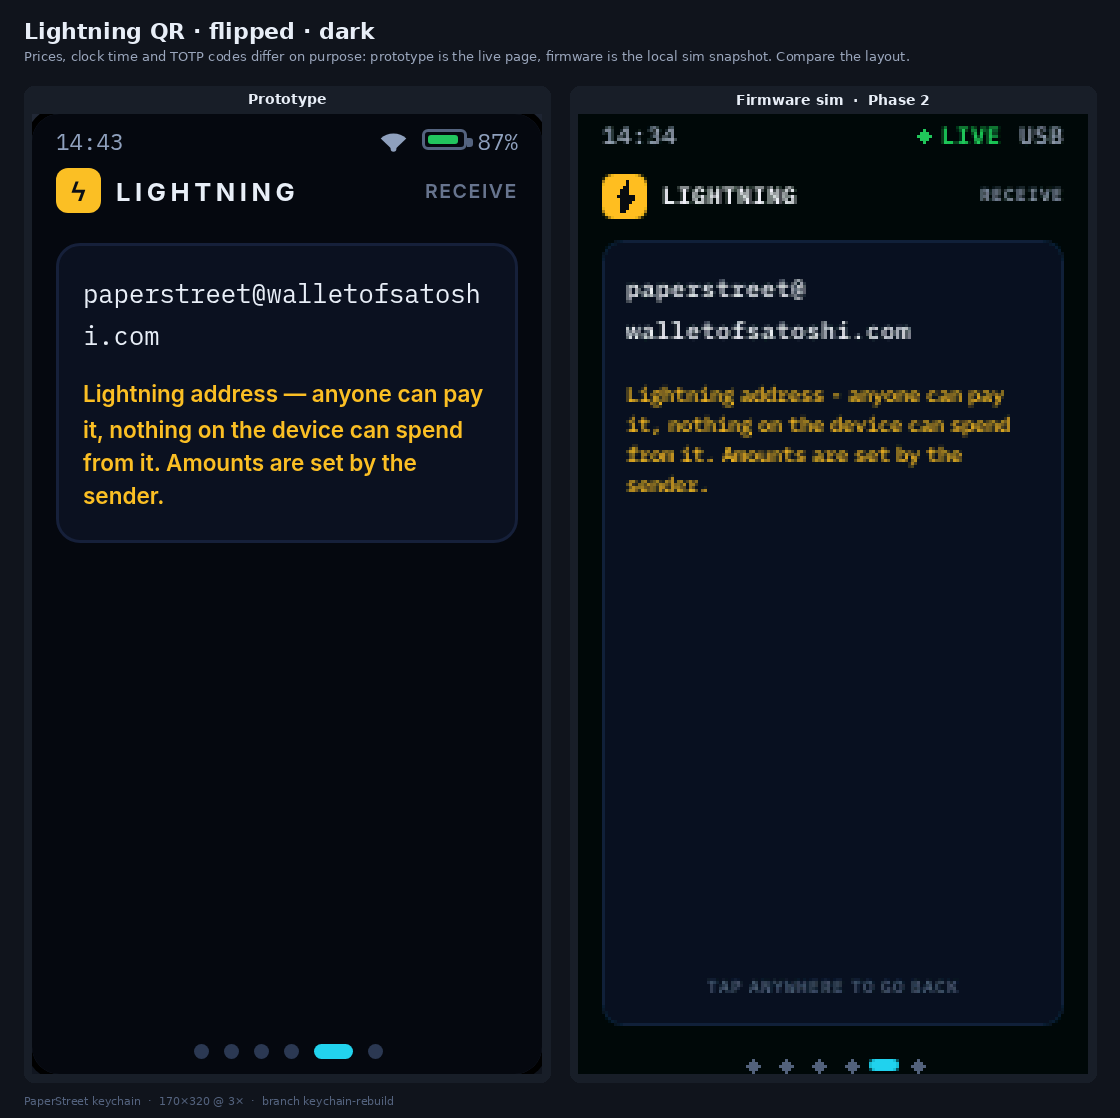 Lightning QR · flipped · dark
Prices, clock time and TOTP codes differ on purpose: prototype is the live page, firmware is the local sim snapshot. Compare the layout.
Prototype
14:43 87%
LIGHTNING RECEIVE
paperstreet@walletofsatosh
i.com
Lightning address — anyone can pay
it, nothing on the device can spend
from it. Amounts are set by the
sender.
Firmware sim · Phase 2
14:34 LIVE USB
LIGHTNING RECEIVE
paperstreet@
walletofsatoshi.com
Lightning address - anyone can pay
it, nothing on the device can spend
from it. Amounts are set by the
sender.
TAP ANYWHERE TO GO BACK
PaperStreet keychain · 170×320 @ 3× · branch keychain-rebuild